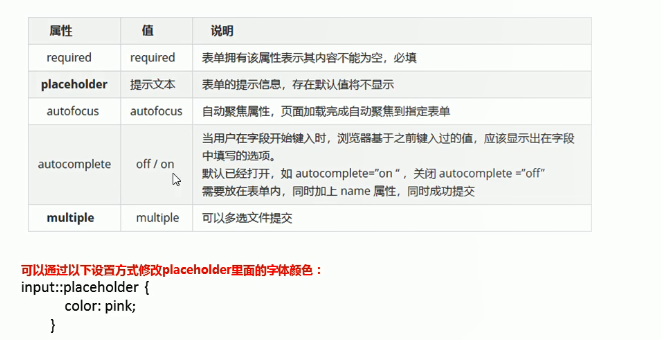 属性 值 说明
required required 表单拥有该属性表示其内容不能为空，必填
placeholder 提示文本 表单的提示信息，存在默认值将不显示
autofocus autofocus 自动聚焦属性，页面加载完成自动聚焦到指定表单
autocomplete off / on 当用户在字段开始键入时，浏览器基于之前键入过的值，应该显示出在字段
中填写的选项。
默认已经打开，如 autocomplete=”on “ ，关闭 autocomplete =”off”
需要放在表单内，同时加上 name 属性，同时成功提交
multiple multiple 可以多选文件提交
可以通过以下设置方式修改placeholder里面的字体颜色：
input::placeholder {
color: pink;
}